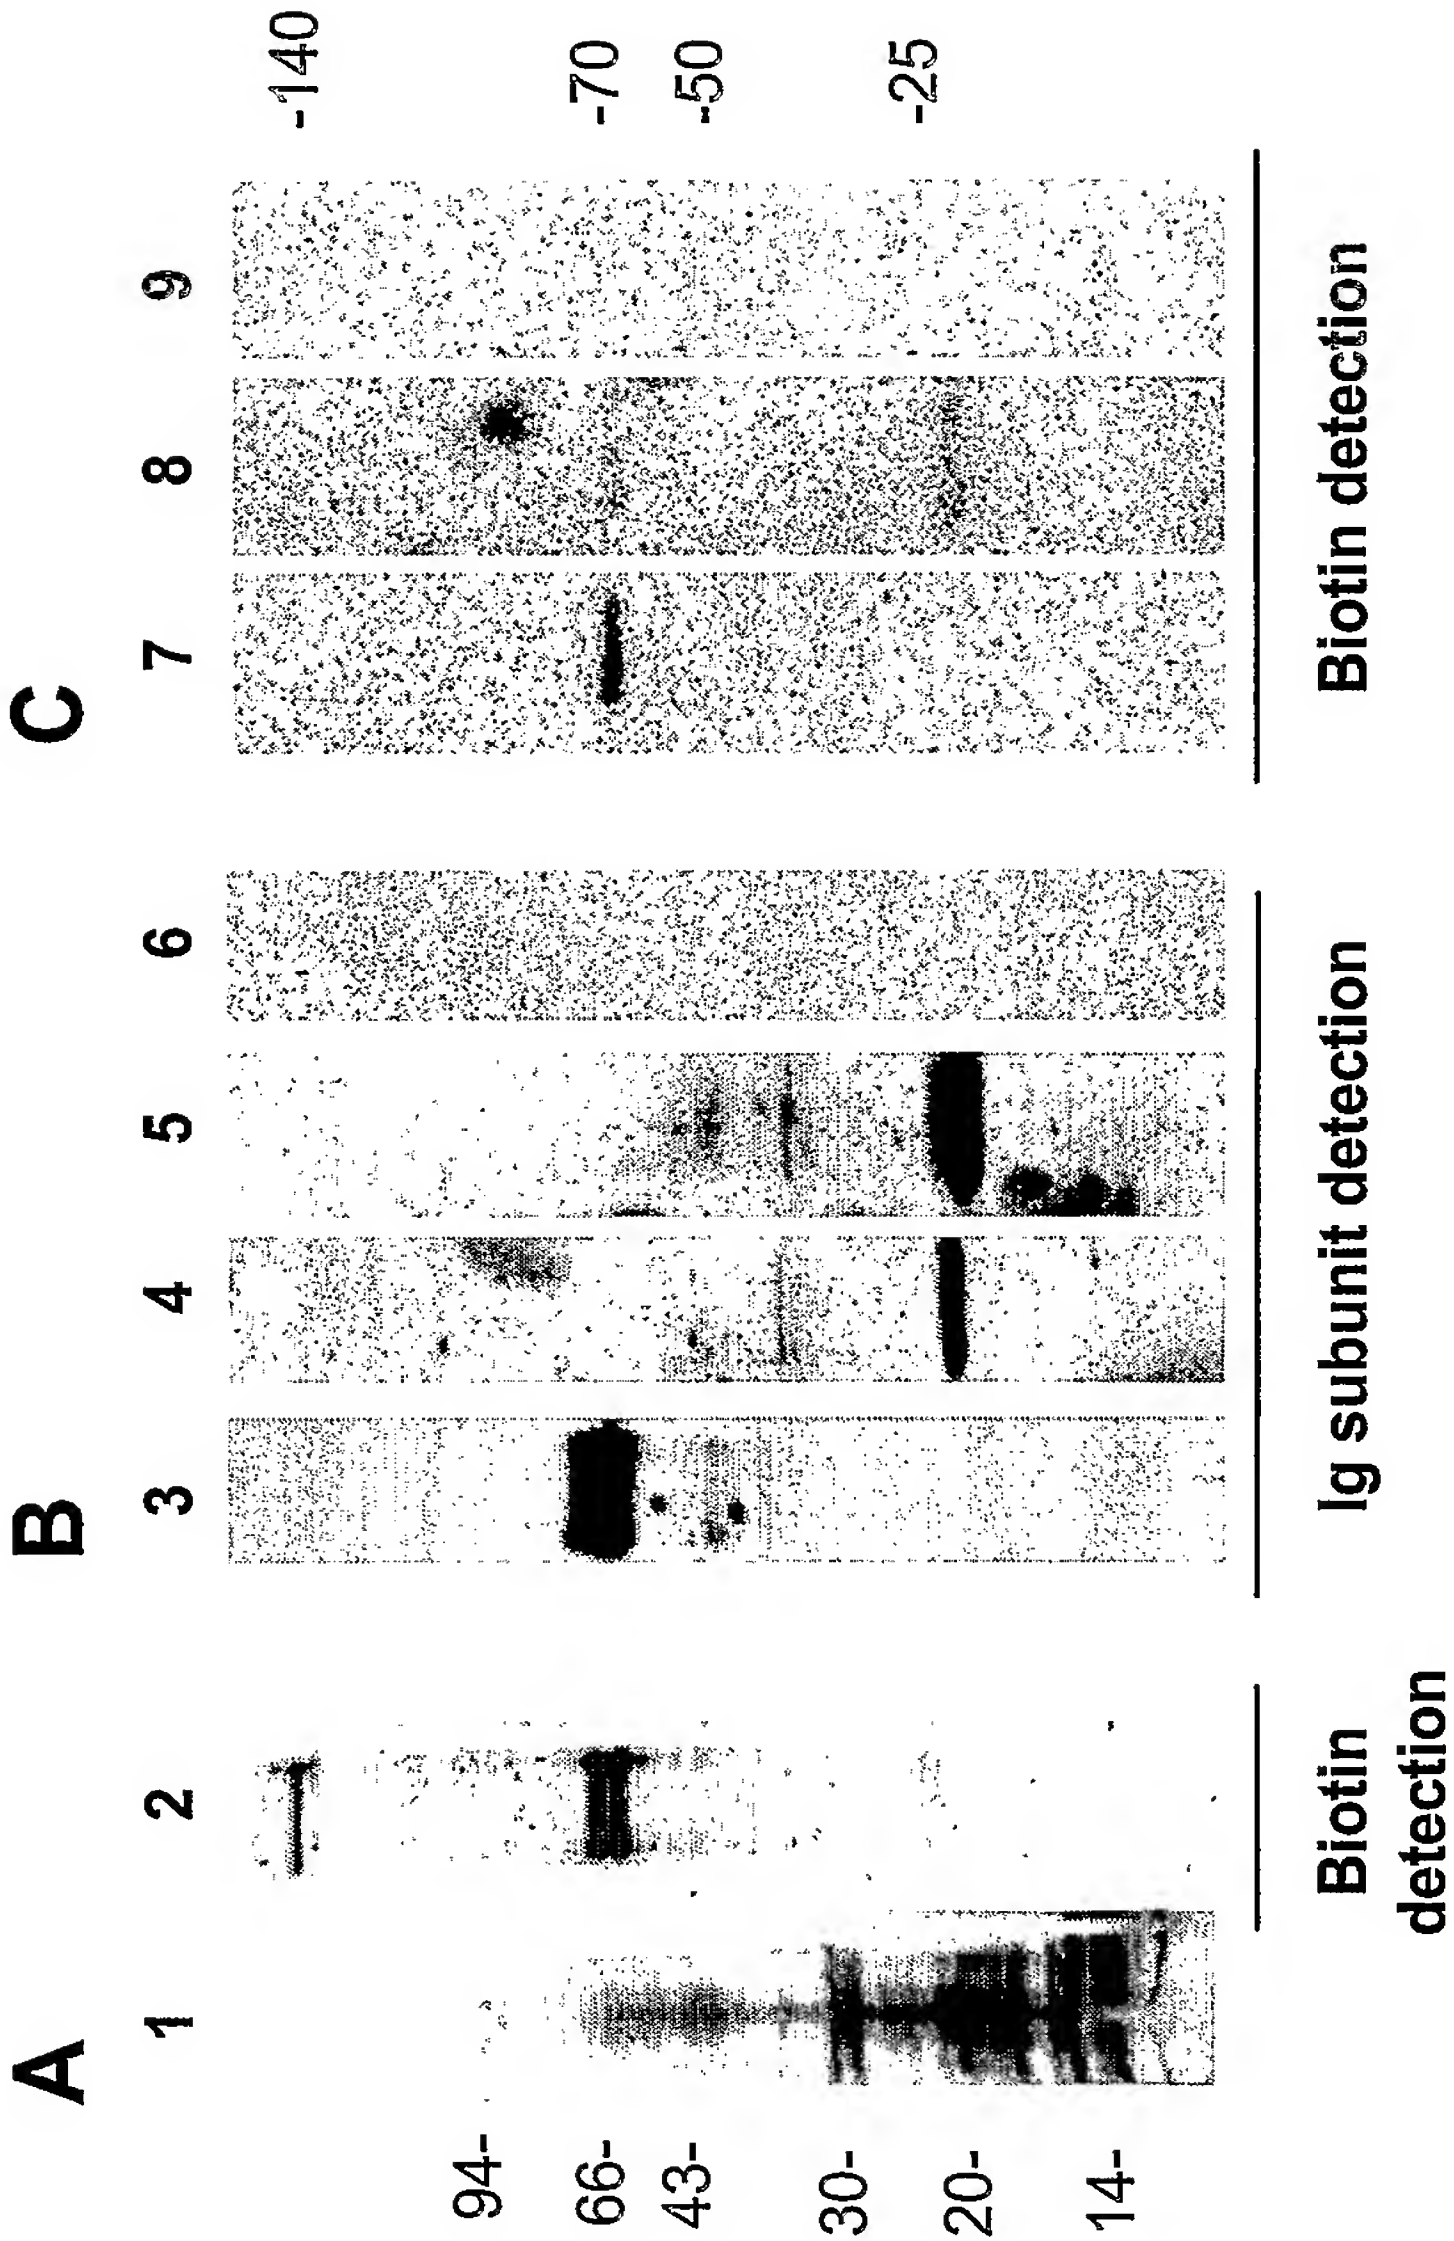 A B C
1 2 3 4 5 6 7 8 9
94-
66-
43-
30-
20-
14-
-140
-70
-50
-25
Biotin
detection
Ig subunit detection
Biotin detection